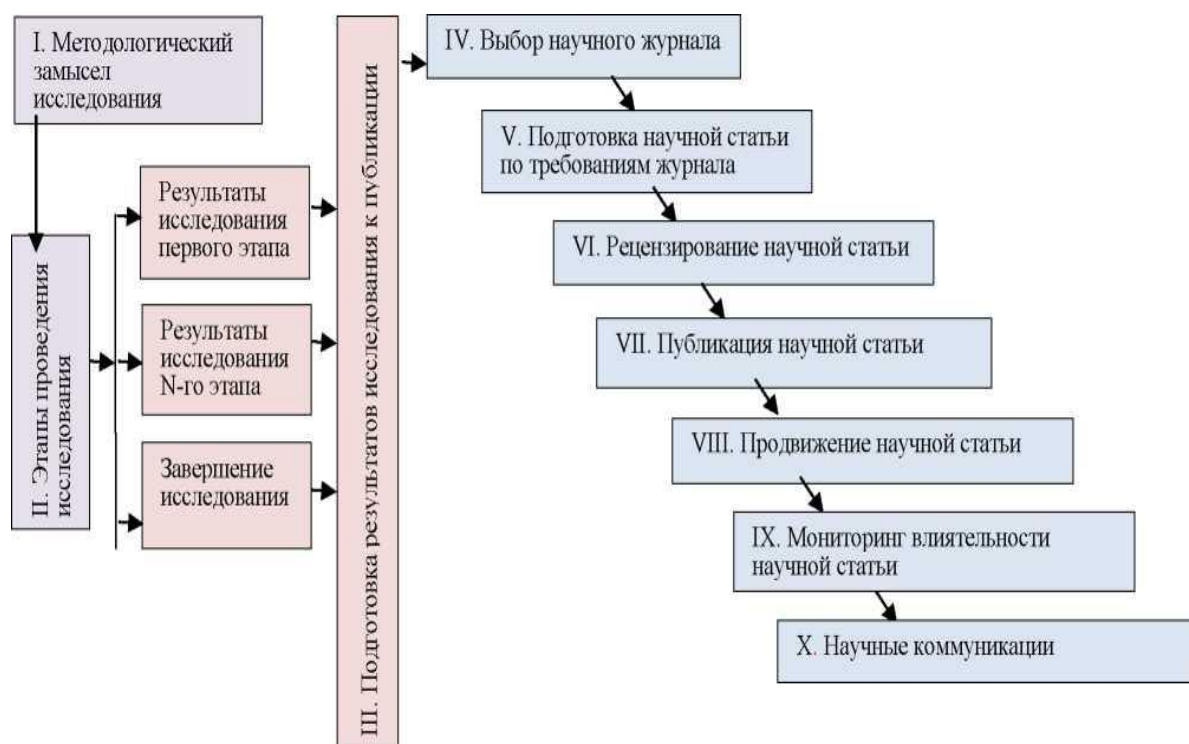 I. Методологический
замысел
исследования
II. Этапы проведения
исследования
Результаты
исследования
первого этапа
Результаты
исследования
N-го этапа
Завершение
исследования
III. Подготовка результатов исследования к публикации
IV. Выбор научного журнала
V. Подготовка научной статьи
по требованиям журнала
VI. Рецензирование научной статьи
VII. Публикация научной статьи
VIII. Продвижение научной статьи
IX. Мониторинг влиятельности
научной статьи
X. Научные коммуникации